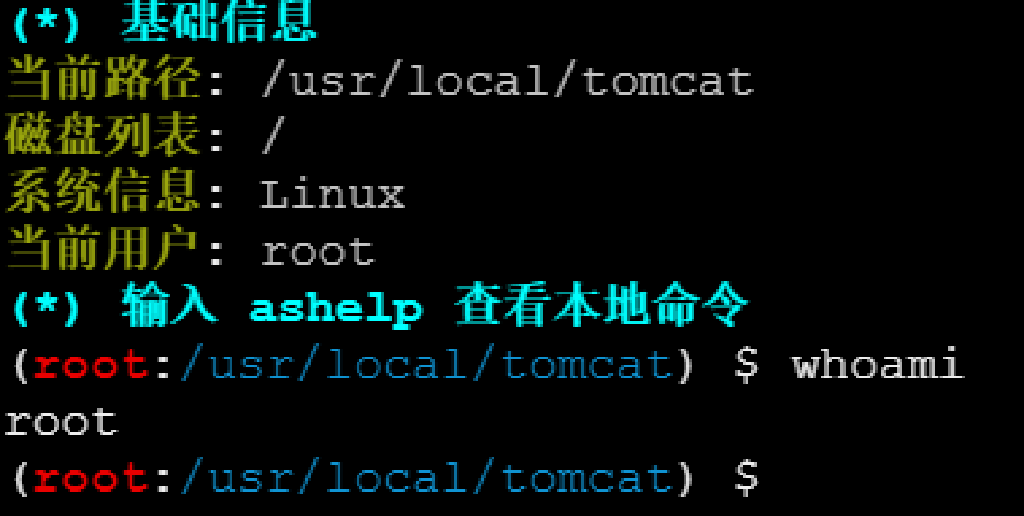 (*) 基础信息
当前路径: /usr/local/tomcat
磁盘列表: /
系统信息: Linux
当前用户: root
(*) 输入 ashelp 查看本地命令
(root:/usr/local/tomcat) $ whoami
root
(root:/usr/local/tomcat) $